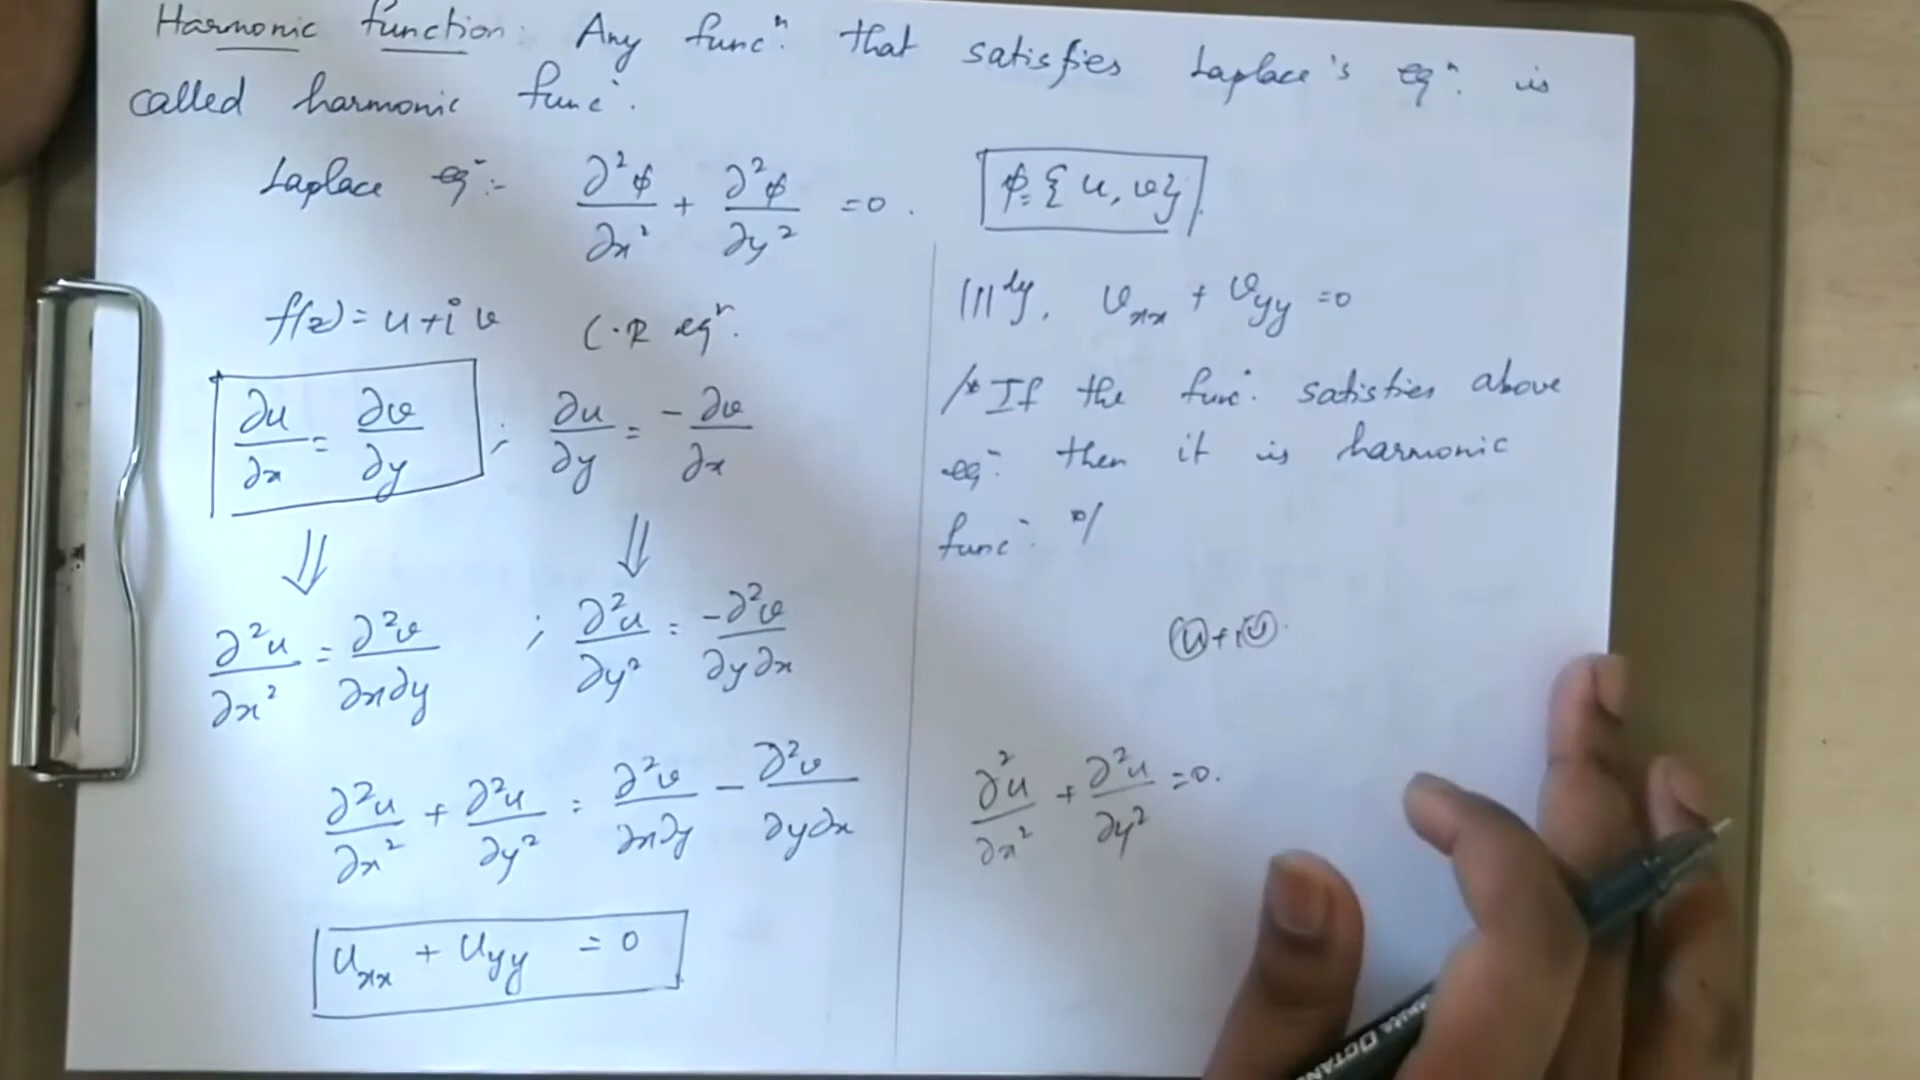 Harmonic function: Any funcⁿ. that satisfies Laplace's eqⁿ. is
called harmonic func.
Laplace eqⁿ:- ∂²φ/∂x² + ∂²φ/∂y² =0. φ={u,v}.
f(z)=u+iv C.R eqⁿ.
∂u/∂x = ∂v/∂y ; ∂u/∂y = -∂v/∂x
⇓ ⇓
∂²u/∂x² = ∂²v/∂x∂y ; ∂²u/∂y² = -∂²v/∂y∂x
∂²u/∂x² + ∂²u/∂y² = ∂²v/∂x∂y - ∂²v/∂y∂x
uxx + uyy = 0
|||ly, vxx + vyy =0
/* If the func. satisfies above
eqⁿ then it is harmonic
func. */
u+iv.
∂²u/∂x² + ∂²u/∂y² =0.